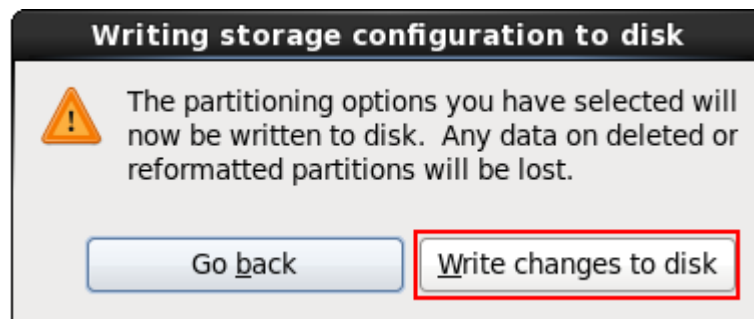 Writing storage configuration to disk
The partitioning options you have selected will
now be written to disk.  Any data on deleted or
reformatted partitions will be lost.
Go back
Write changes to disk